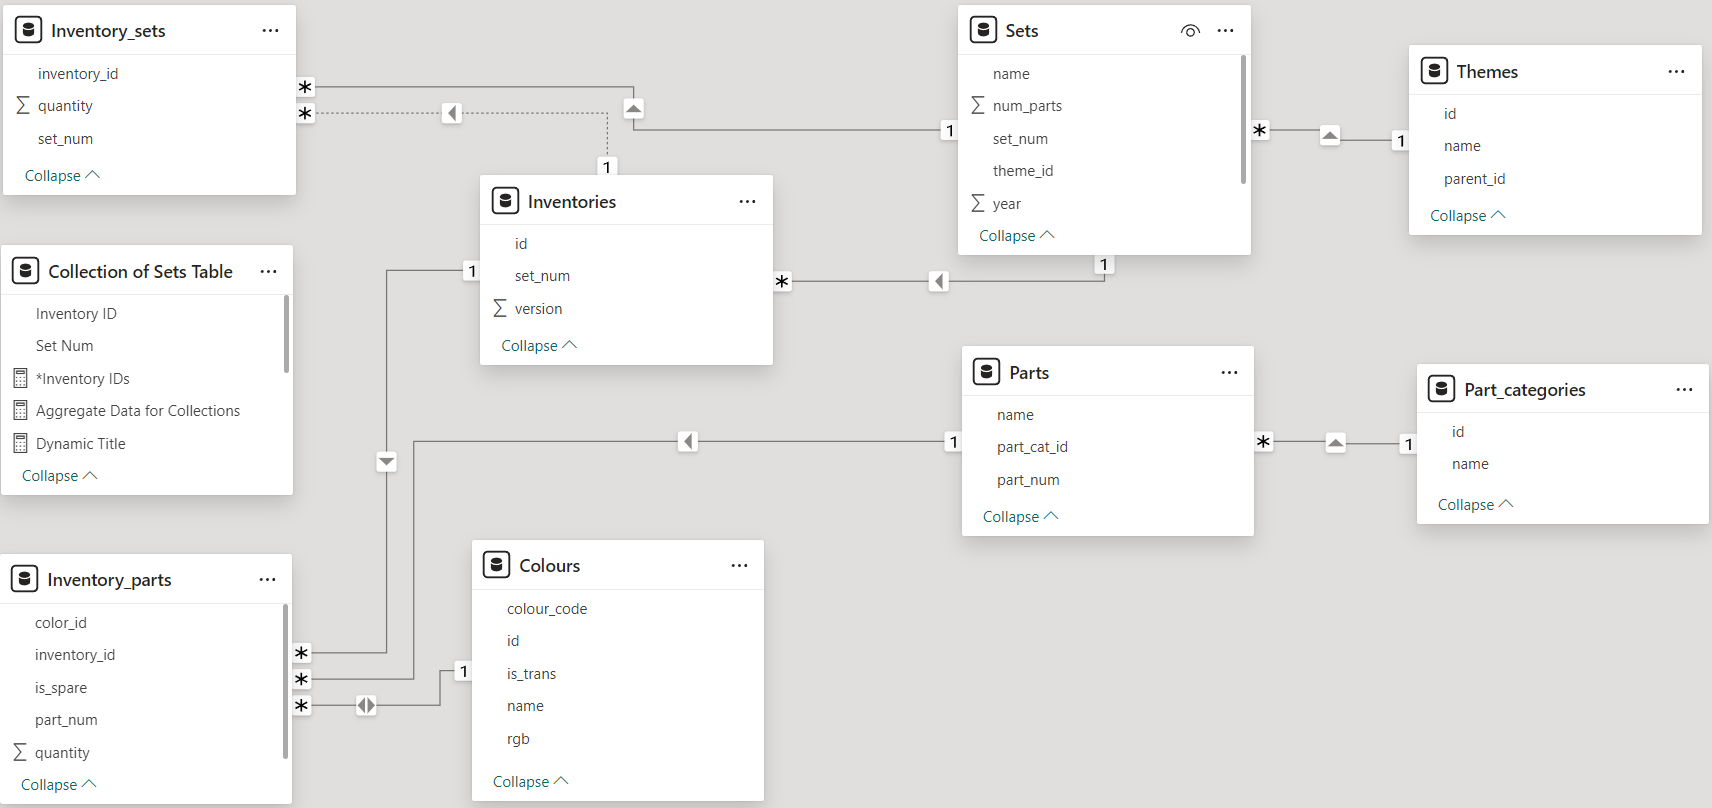 Inventory_sets
inventory_id
quantity
set_num
Collapse
*
*
1
1
Sets
name
num_parts
set_num
theme_id
year
Collapse
*
1
1
Themes
id
name
parent_id
Collapse
Inventories
id
set_num
version
Collapse
1
*
Collection of Sets Table
Inventory ID
Set Num
*Inventory IDs
Aggregate Data for Collections
Dynamic Title
Collapse
Parts
name
part_cat_id
part_num
Collapse
1
*
1
Part_categories
id
name
Collapse
Inventory_parts
color_id
inventory_id
is_spare
part_num
quantity
Collapse
*
*
*
1
Colours
colour_code
id
is_trans
name
rgb
Collapse